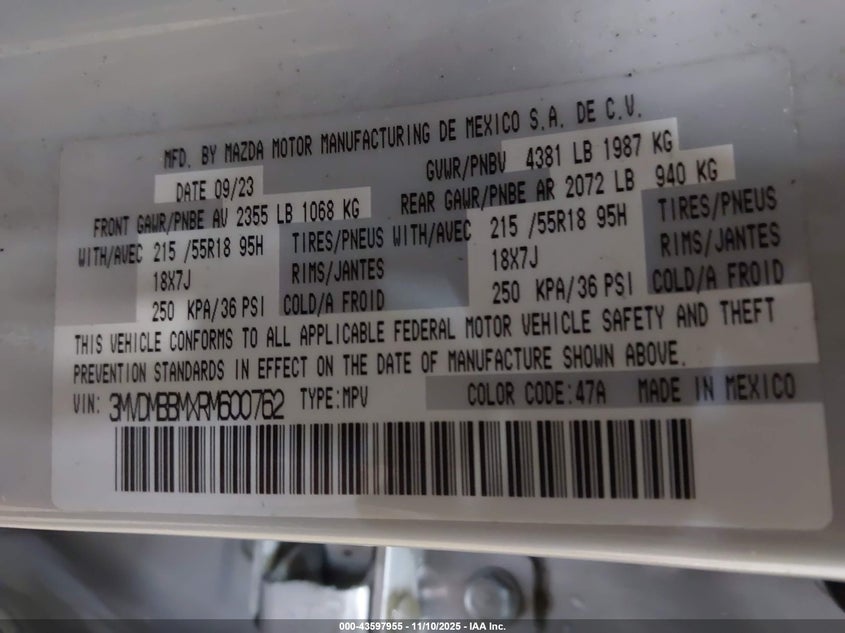 MFD. BY MAZDA MOTOR MANUFACTURING DE MEXICO S.A. DE C.V.
DATE 09/23 GVWR/PNBV 4381 LB 1987 KG
FRONT GAWR/PNBE AV 2355 LB 1068 KG REAR GAWR/PNBE AR 2072 LB 940 KG
WITH/AVEC 215 /55R18 95H TIRES/PNEUS WITH/AVEC 215 /55R18 95H TIRES/PNEUS
18X7J RIMS/JANTES 18X7J RIMS/JANTES
250 KPA/36 PSI COLD/A FROID 250 KPA/36 PSI COLD/A FROID
THIS VEHICLE CONFORMS TO ALL APPLICABLE FEDERAL MOTOR VEHICLE SAFETY AND THEFT
PREVENTION STANDARDS IN EFFECT ON THE DATE OF MANUFACTURE SHOWN ABOVE.
VIN: 3MVDMBBMXRM600762 TYPE:MPV COLOR CODE:47A MADE IN MEXICO
000-43597955 - 11/10/2025 - IAA Inc.